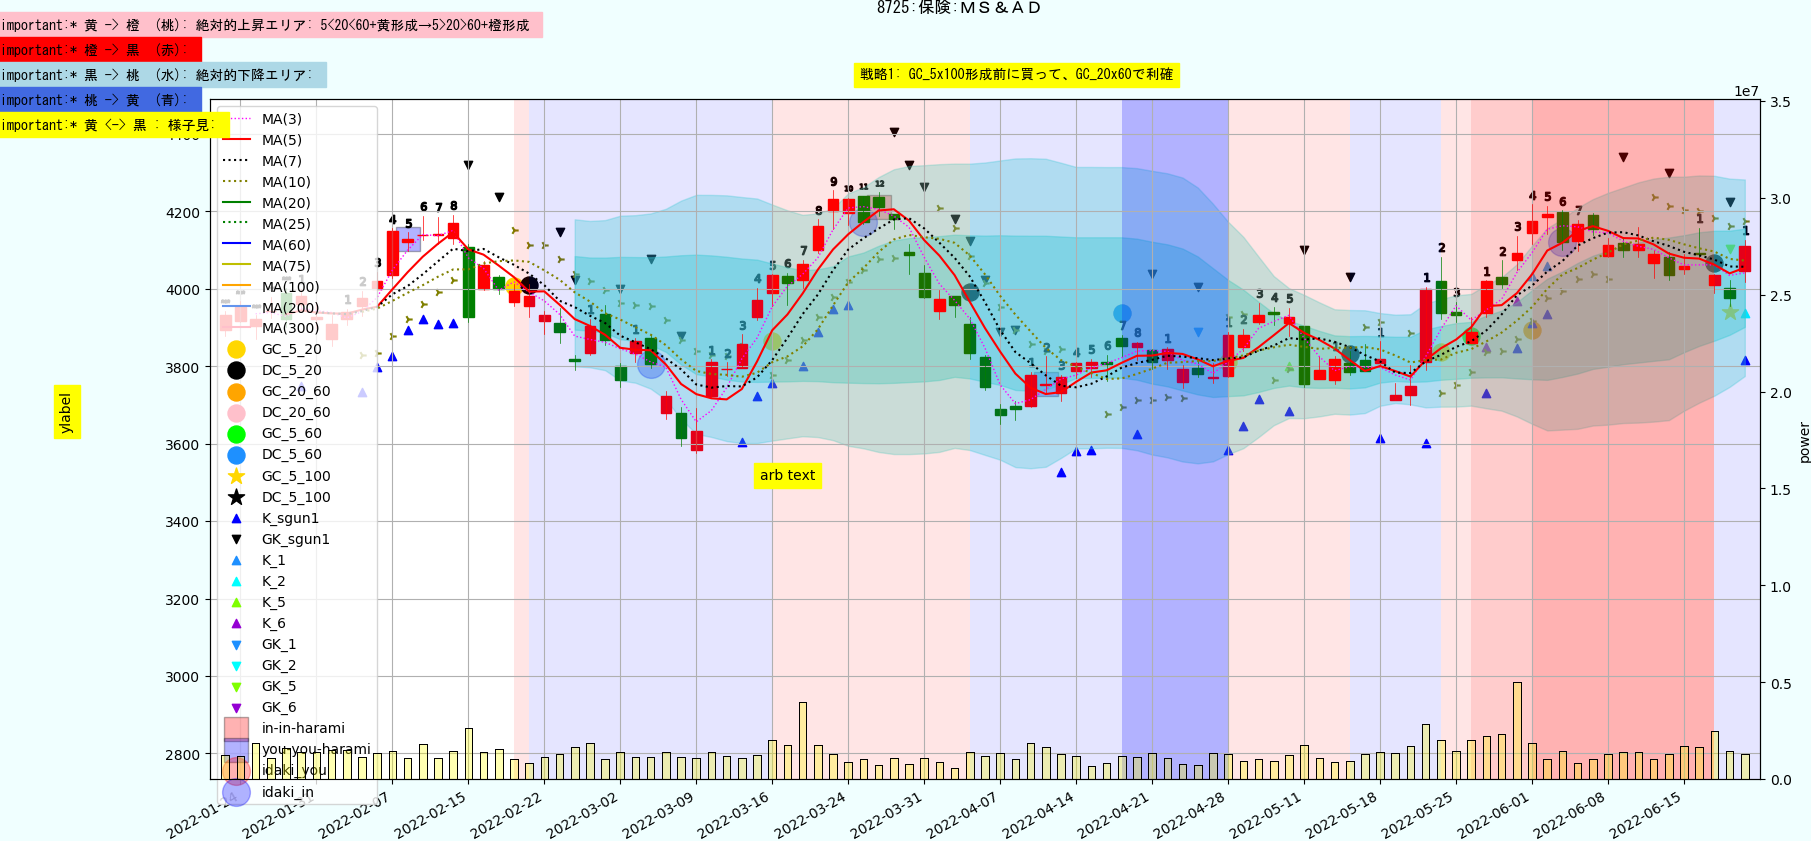 8725:保険:MS&AD
important:* 黄 -> 橙 (桃): 絶対的上昇エリア: 5<20<60+黄形成→5>20>60+橙形成
important:* 橙 -> 黒 (赤):
important:* 黒 -> 桃 (水): 絶対的下降エリア:
important:* 桃 -> 黄 (青):
important:* 黄 <-> 黒 : 様子見:
戦略1: GC_5x100形成前に買って、GC_20x60で利確
1e7
MA(3)
MA(5)
MA(7)
MA(10)
MA(20)
MA(25)
MA(60)
MA(75)
MA(100)
MA(200)
MA(300)
GC_5_20
DC_5_20
GC_20_60
DC_20_60
GC_5_60
DC_5_60
GC_5_100
DC_5_100
K_sgun1
GK_sgun1
K_1
K_2
K_5
K_6
GK_1
GK_2
GK_5
GK_6
in-in-harami
you-you-harami
idaki_you
idaki_in
arb text
ylabel
power
4200
4000
3800
3600
3400
3200
3000
2800
3.5
3.0
2.5
2.0
1.5
1.0
0.5
0.0
2022-02-07
2022-02-15
2022-02-22
2022-03-02
2022-03-09
2022-03-16
2022-03-24
2022-03-31
2022-04-07
2022-04-14
2022-04-21
2022-04-28
2022-05-11
2022-05-18
2022-05-25
2022-06-01
2022-06-08
2022-06-15